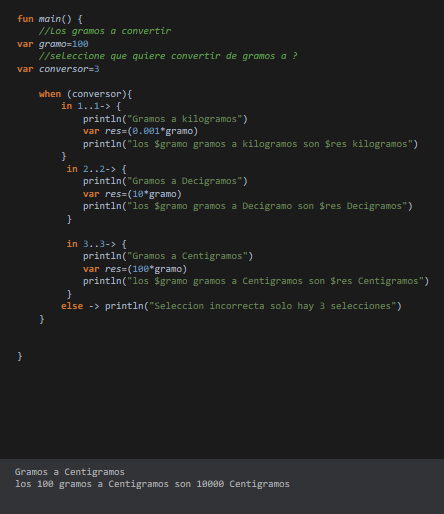 fun main() {
//Los gramos a convertir
var gramo=100
//seleccione que quiere convertir de gramos a ?
var conversor=3
when (conversor){
in 1..1-> {
println("Gramos a kilogramos")
var res=(0.001*gramo)
println("los $gramo gramos a kilogramos son $res kilogramos")
}
in 2..2-> {
println("Gramos a Decigramos")
var res=(10*gramo)
println("los $gramo gramos a Decigramo son $res Decigramos")
}
in 3..3-> {
println("Gramos a Centigramos")
var res=(100*gramo)
println("los $gramo gramos a Centigramos son $res Centigramos")
}
else -> println("Seleccion incorrecta solo hay 3 selecciones")
}
}
Gramos a Centigramos
los 100 gramos a Centigramos son 10000 Centigramos